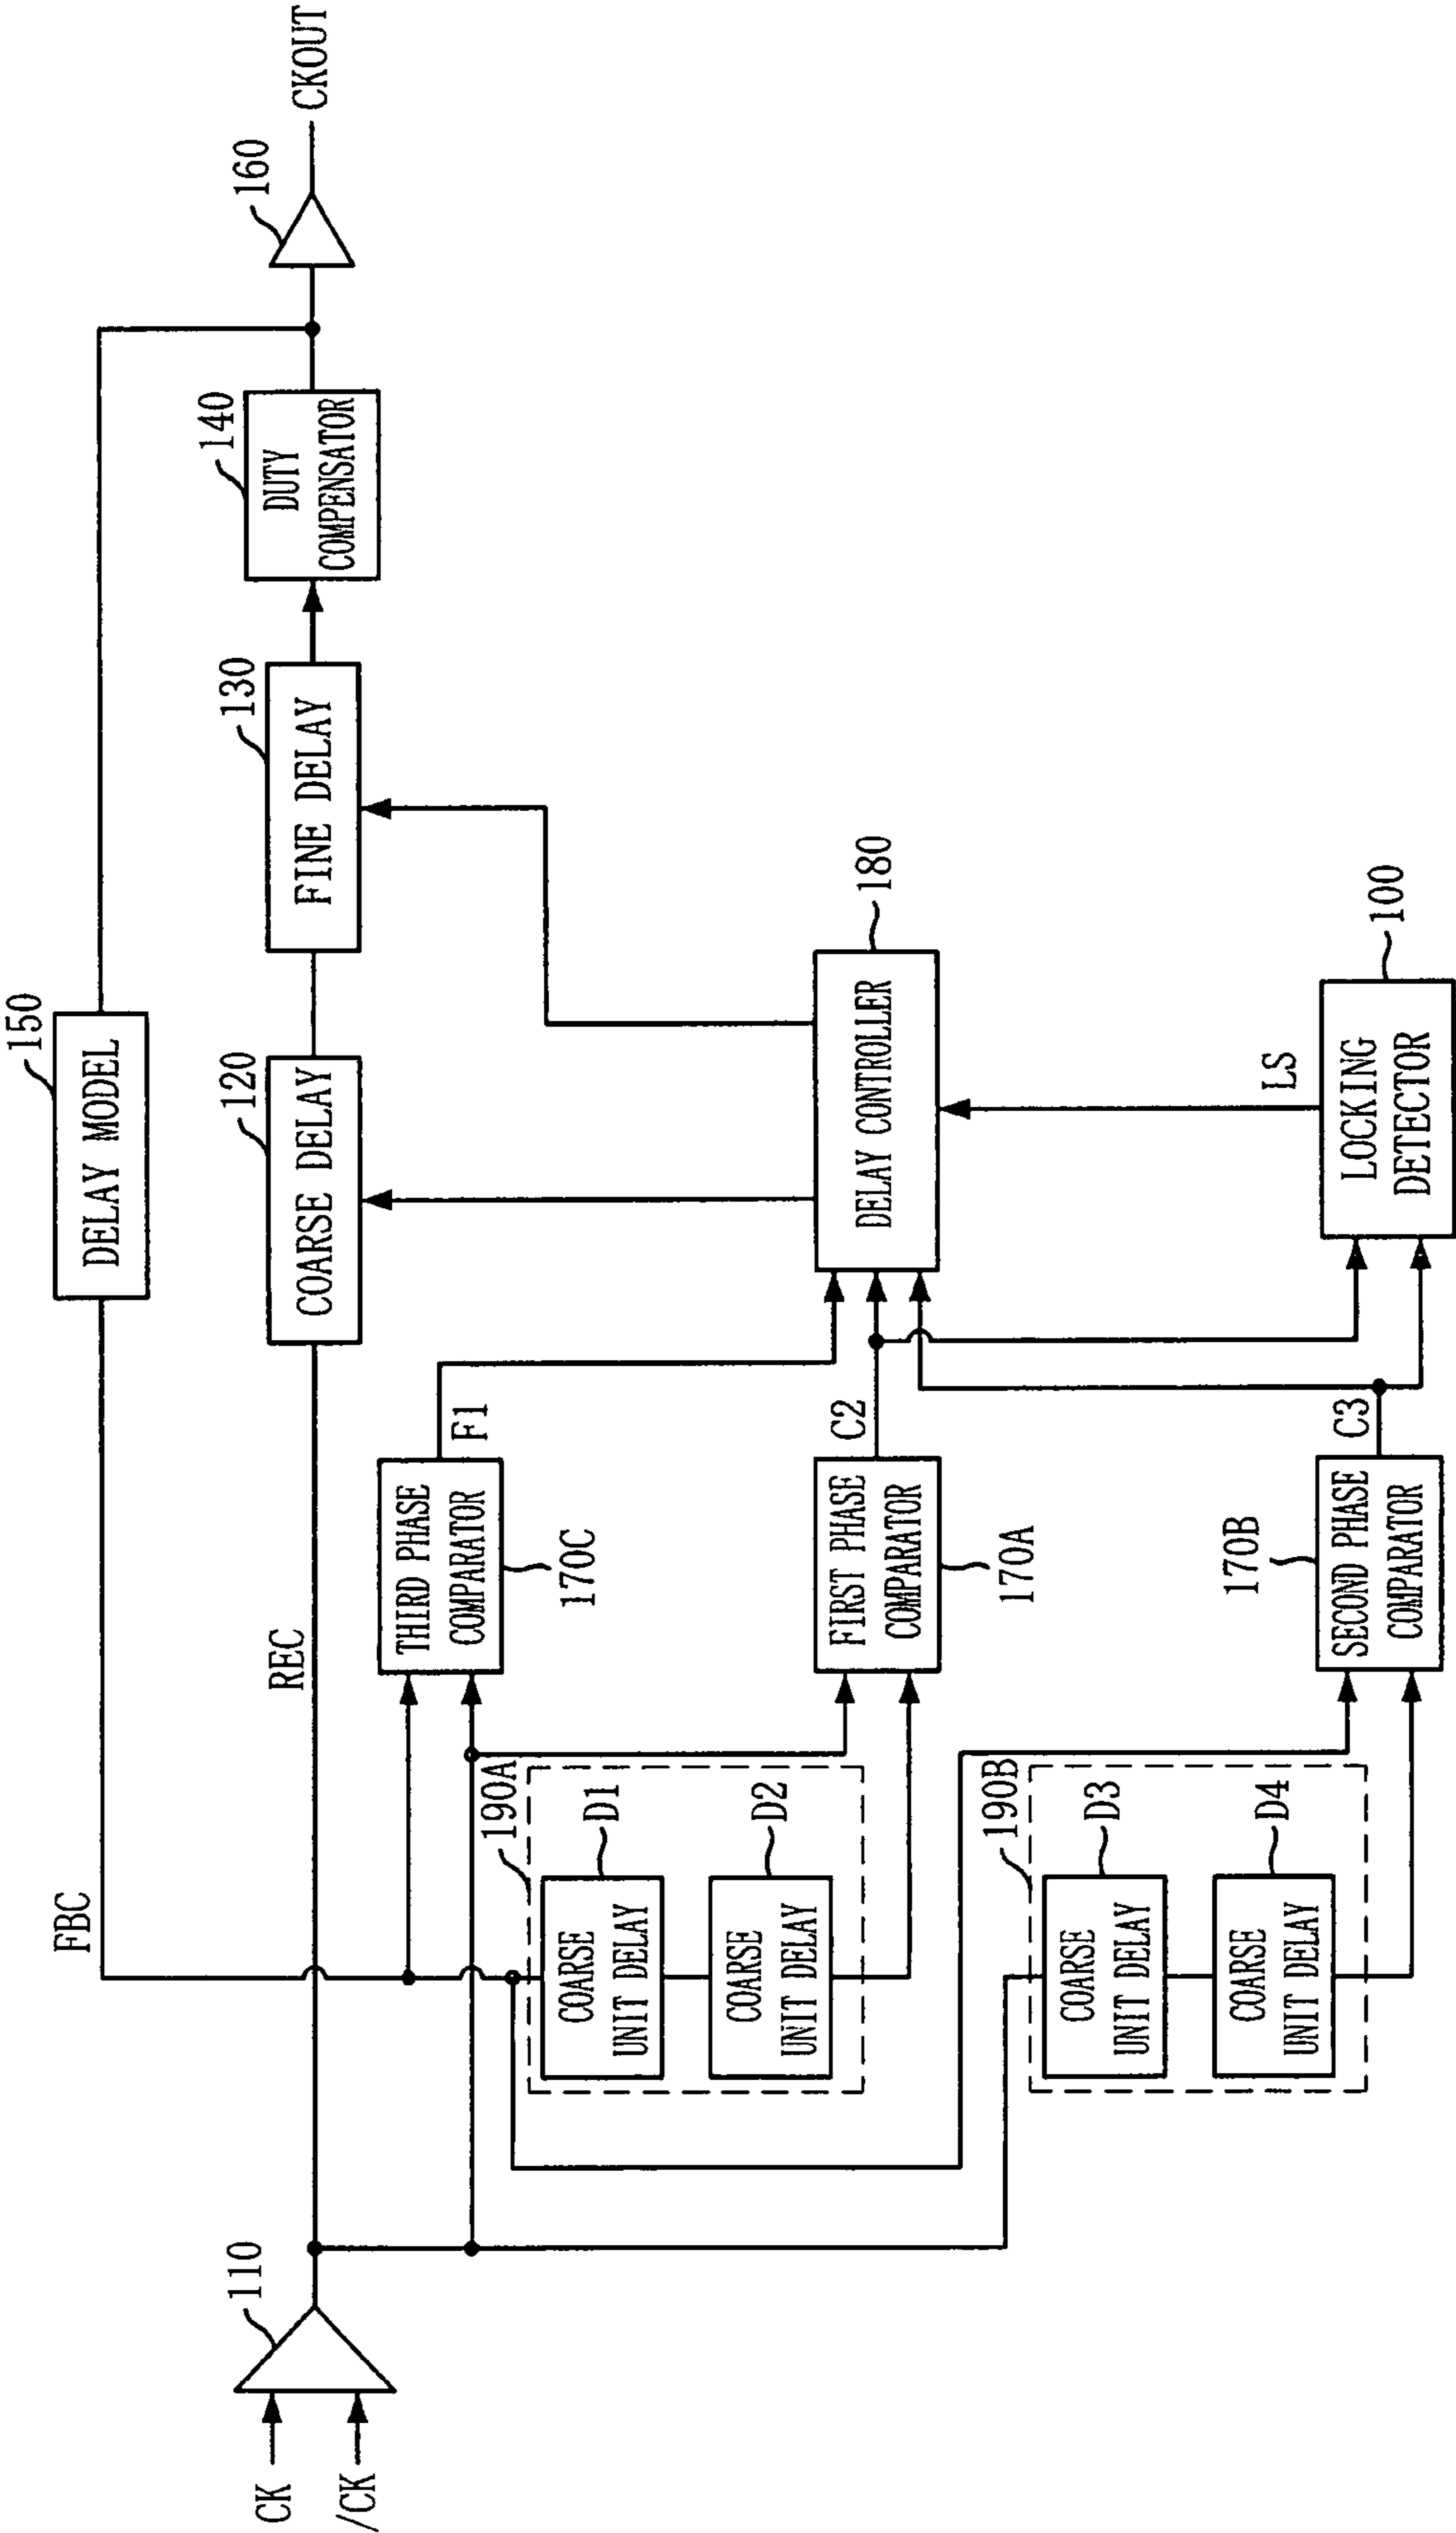 150
DELAY MODEL
FBC
REC
120
COARSE DELAY
130
FINE DELAY
140
DUTY
COMPENSATOR
160
CKOUT
110
CK
/CK
THIRD PHASE
COMPARATOR
170C
F1
190A
COARSE
UNIT DELAY
D1
COARSE
UNIT DELAY
D2
FIRST PHASE
COMPARATOR
170A
C2
DELAY CONTROLLER
180
190B
COARSE
UNIT DELAY
D3
COARSE
UNIT DELAY
D4
170B
SECOND PHASE
COMPARATOR
C3
LS
100
LOCKING
DETECTOR